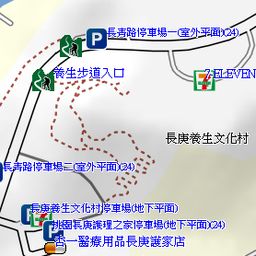 長青路停車場一(室外平面)(24)
養生步道入口
7-ELEVEN
長庚養生文化村
長青路停車場二(室外平面)(24)
長庚養生文化村停車場(地下平面)
桃園長庚護理之家停車場(地下平面)(24)
杏一醫療用品長庚護家店